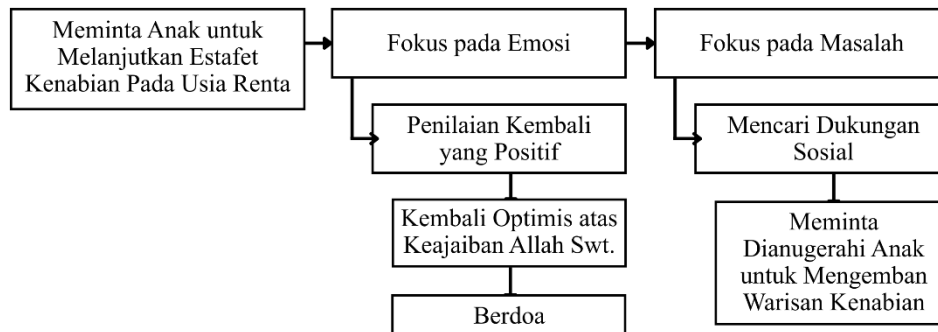 Meminta Anak untuk
Melanjutkan Estafet
Kenabian Pada Usia Renta
Fokus pada Emosi
Fokus pada Masalah
Penilaian Kembali
yang Positif
Mencari Dukungan
Sosial
Kembali Optimis atas
Keajaiban Allah Swt.
Meminta
Dianugerahi Anak
untuk Mengemban
Warisan Kenabian
Berdoa